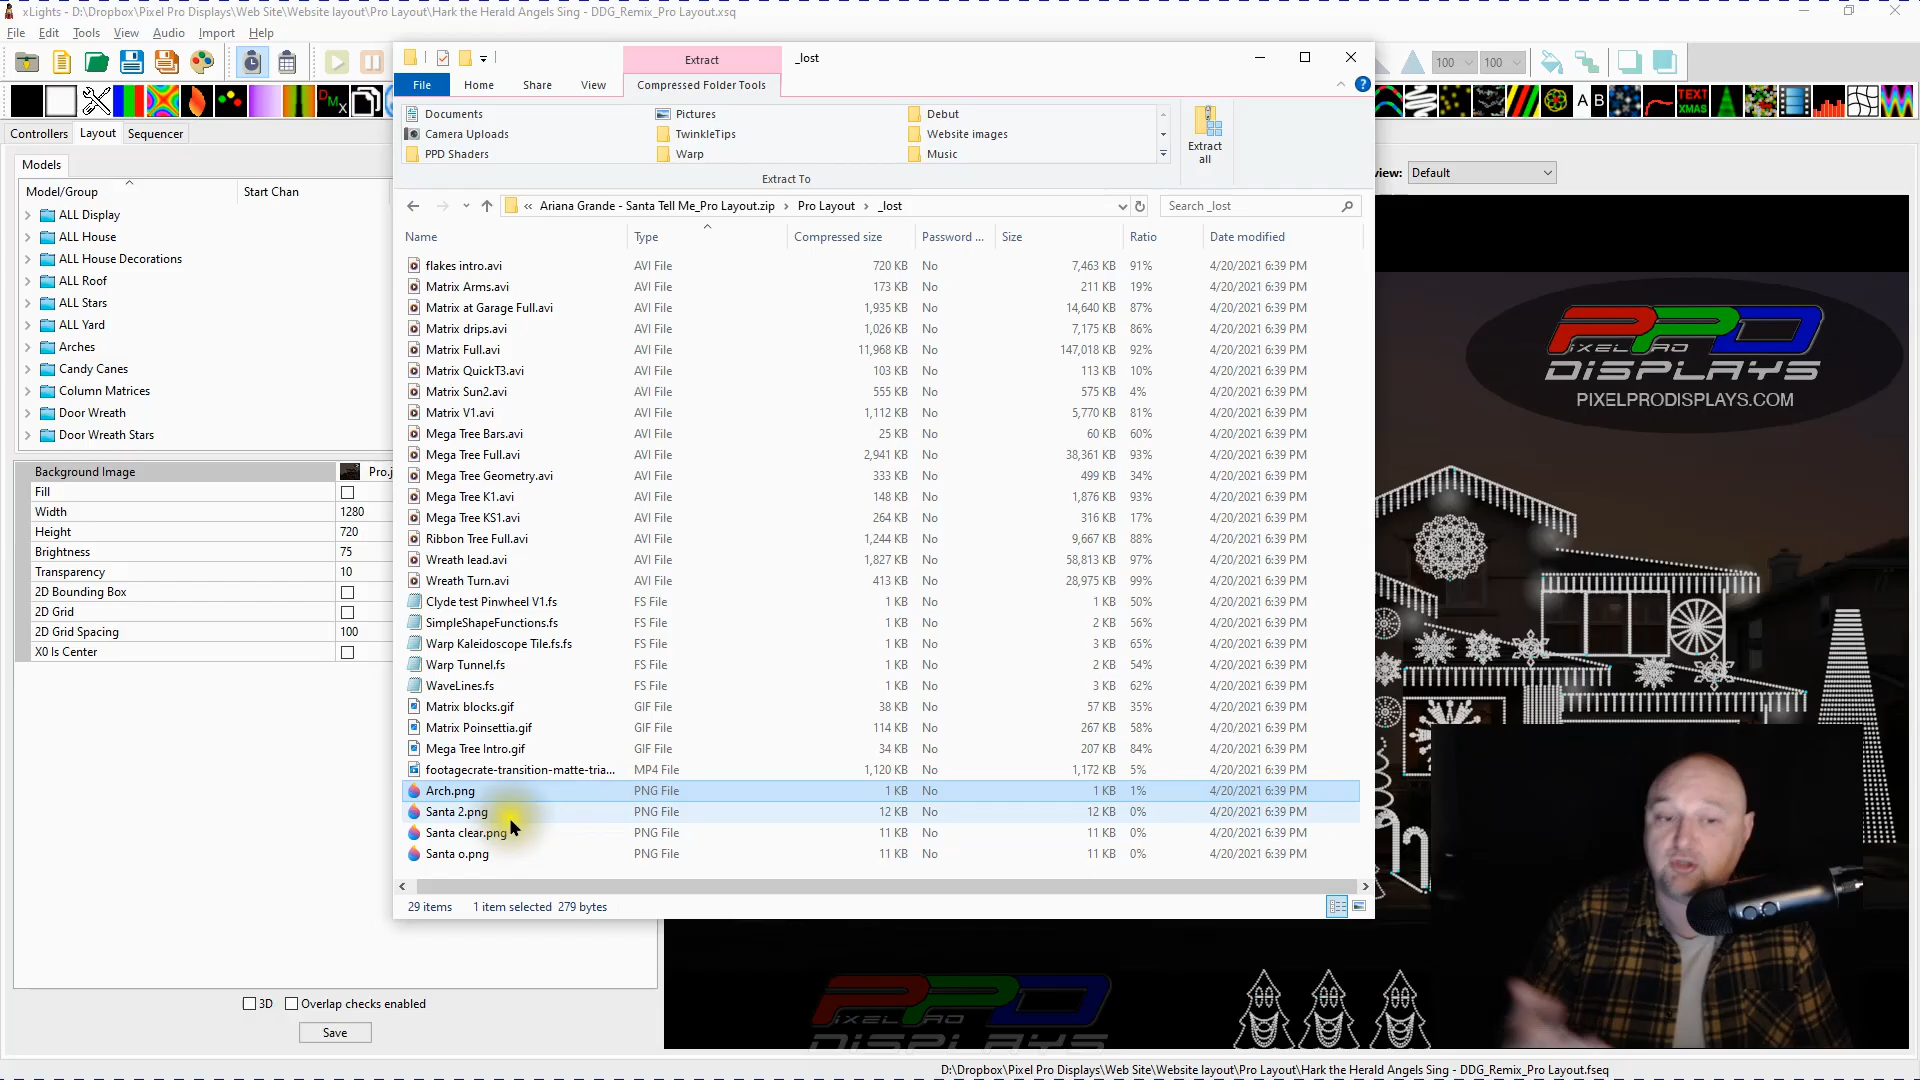 xLights - D:\Dropbox\Pixel Pro Displays\Web Site\Website layout\Pro Layout\Hark the Herald Angels Sing - DDG_Remix_Pro Layout.xsq
File Edit Tools View Audio Import Help
Extract _lost
File Home Share View Compressed Folder Tools
100 100
Documents Pictures Debut
Camera Uploads TwinkleTips Website images
PPD Shaders Warp Music
Extract all
Extract To
DMX
A B
TEXT XMAS
Controllers Layout Sequencer
Models
Model/Group Start Chan
ALL Display
ALL House
ALL House Decorations
ALL Roof
ALL Stars
ALL Yard
Arches
Candy Canes
Column Matrices
Door Wreath
Door Wreath Stars
Background Image Pro.j
Fill
Width 1280
Height 720
Brightness 75
Transparency 10
2D Bounding Box
2D Grid
2D Grid Spacing 100
X0 Is Center
3D Overlap checks enabled
Save
« Ariana Grande - Santa Tell Me_Pro Layout.zip › Pro Layout › _lost
Search _lost
Name Type Compressed size Password ... Size Ratio Date modified
flakes intro.avi AVI File 720 KB No 7,463 KB 91% 4/20/2021 6:39 PM
Matrix Arms.avi AVI File 173 KB No 211 KB 19% 4/20/2021 6:39 PM
Matrix at Garage Full.avi AVI File 1,935 KB No 14,640 KB 87% 4/20/2021 6:39 PM
Matrix drips.avi AVI File 1,026 KB No 7,175 KB 86% 4/20/2021 6:39 PM
Matrix Full.avi AVI File 11,968 KB No 147,018 KB 92% 4/20/2021 6:39 PM
Matrix QuickT3.avi AVI File 103 KB No 113 KB 10% 4/20/2021 6:39 PM
Matrix Sun2.avi AVI File 555 KB No 575 KB 4% 4/20/2021 6:39 PM
Matrix V1.avi AVI File 1,112 KB No 5,770 KB 81% 4/20/2021 6:39 PM
Mega Tree Bars.avi AVI File 25 KB No 60 KB 60% 4/20/2021 6:39 PM
Mega Tree Full.avi AVI File 2,941 KB No 38,361 KB 93% 4/20/2021 6:39 PM
Mega Tree Geometry.avi AVI File 333 KB No 499 KB 34% 4/20/2021 6:39 PM
Mega Tree K1.avi AVI File 148 KB No 1,876 KB 93% 4/20/2021 6:39 PM
Mega Tree KS1.avi AVI File 264 KB No 316 KB 17% 4/20/2021 6:39 PM
Ribbon Tree Full.avi AVI File 1,244 KB No 9,667 KB 88% 4/20/2021 6:39 PM
Wreath lead.avi AVI File 1,827 KB No 58,813 KB 97% 4/20/2021 6:39 PM
Wreath Turn.avi AVI File 413 KB No 28,975 KB 99% 4/20/2021 6:39 PM
Clyde test Pinwheel V1.fs FS File 1 KB No 1 KB 50% 4/20/2021 6:39 PM
SimpleShapeFunctions.fs FS File 1 KB No 2 KB 56% 4/20/2021 6:39 PM
Warp Kaleidoscope Tile.fs.fs FS File 1 KB No 3 KB 65% 4/20/2021 6:39 PM
Warp Tunnel.fs FS File 1 KB No 2 KB 54% 4/20/2021 6:39 PM
WaveLines.fs FS File 1 KB No 3 KB 62% 4/20/2021 6:39 PM
Matrix blocks.gif GIF File 38 KB No 57 KB 35% 4/20/2021 6:39 PM
Matrix Poinsettia.gif GIF File 114 KB No 267 KB 58% 4/20/2021 6:39 PM
Mega Tree Intro.gif GIF File 34 KB No 207 KB 84% 4/20/2021 6:39 PM
footagecrate-transition-matte-tria... MP4 File 1,120 KB No 1,172 KB 5% 4/20/2021 6:39 PM
Arch.png PNG File 1 KB No 1 KB 1% 4/20/2021 6:39 PM
Santa 2.png PNG File 12 KB No 12 KB 0% 4/20/2021 6:39 PM
Santa clear.png PNG File 11 KB No 11 KB 0% 4/20/2021 6:39 PM
Santa o.png PNG File 11 KB No 11 KB 0% 4/20/2021 6:39 PM
29 items 1 item selected 279 bytes
view: Default
PPD
PIXEL PRO
DISPLAYS
PIXELPRODISPLAYS.COM
PPD
PIXEL PRO
DISPLAYS
D:\Dropbox\Pixel Pro Displays\Web Site\Website layout\Pro Layout\Hark the Herald Angels Sing - DDG_Remix_Pro Layout.fseq